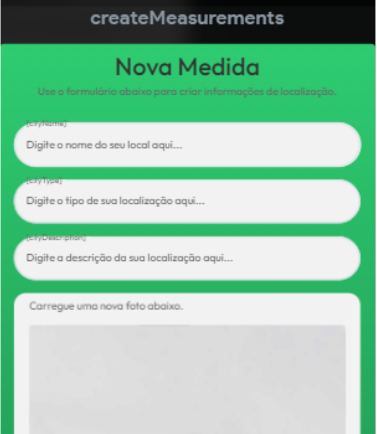 createMeasurements
Nova Medida
Use o formulário abaixo para criar informações de localização.
[cityName]
Digite o nome do seu local aqui...
[cityType]
Digite o tipo de sua localização aqui...
[cityDescription]
Digite a descrição da sua localização aqui...
Carregue uma nova foto abaixo.